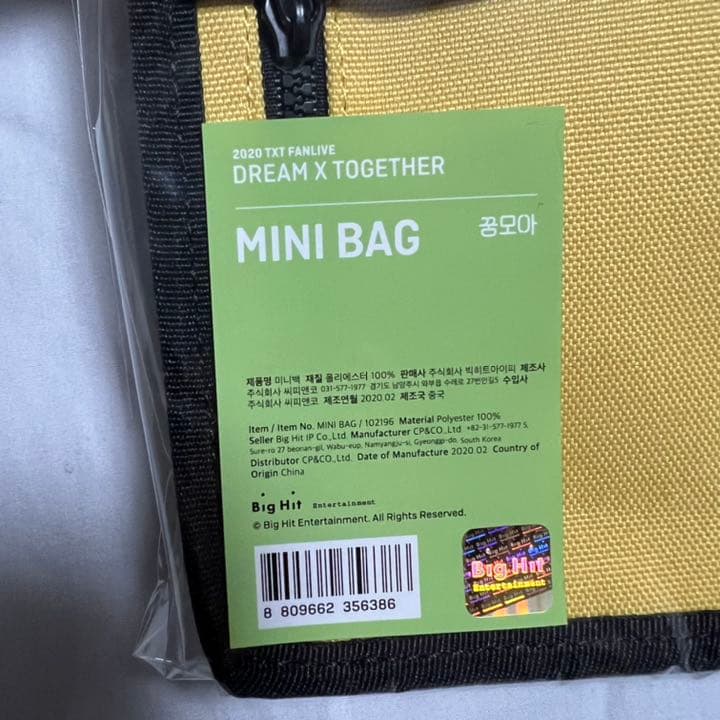 2020 TXT FANLIVE
DREAM X TOGETHER
MINI BAG 꿍모아
제품명 미니백 재질 폴리에스터 100% 판매사 주식회사 빅히트아이피 제조사
주식회사 씨피앤코 031-577-1977 경기도 남양주시 와부읍 수레로 27번안길5 수입사
주식회사 씨피앤코 제조연월 2020.02 제조국 중국
Item / Item No. MINI BAG / 102196 Material Polyester 100%
Seller Big Hit IP Co.,Ltd. Manufacturer CP&CO.,Ltd +82-31-577-1977 5,
Sure-ro 27 beonan-gil, Wabu-eup, Namyangju-si, Gyeonggi-do, South Korea
Distributor CP&CO.,Ltd. Date of Manufacture 2020.02 Country of
Origin China
Big Hit Entertainment
© Big Hit Entertainment. All Rights Reserved.
8 809662 356386
Big Hit
Entertainment